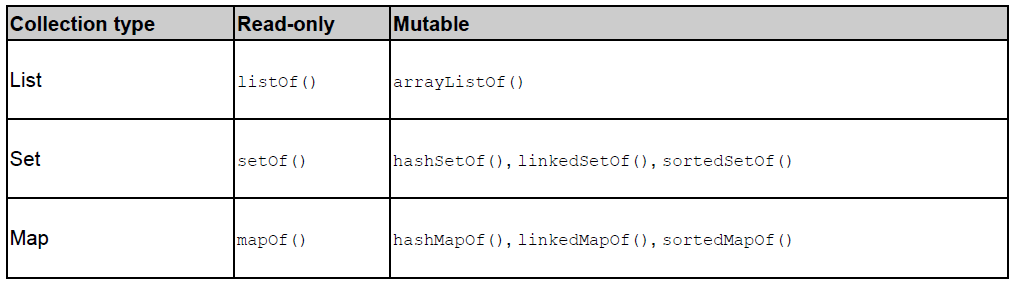 Collection type Read-only Mutable
List listOf() arrayListOf()
Set setOf() hashSetOf(), linkedSetOf(), sortedSetOf()
Map mapOf() hashMapOf(), linkedMapOf(), sortedMapOf()